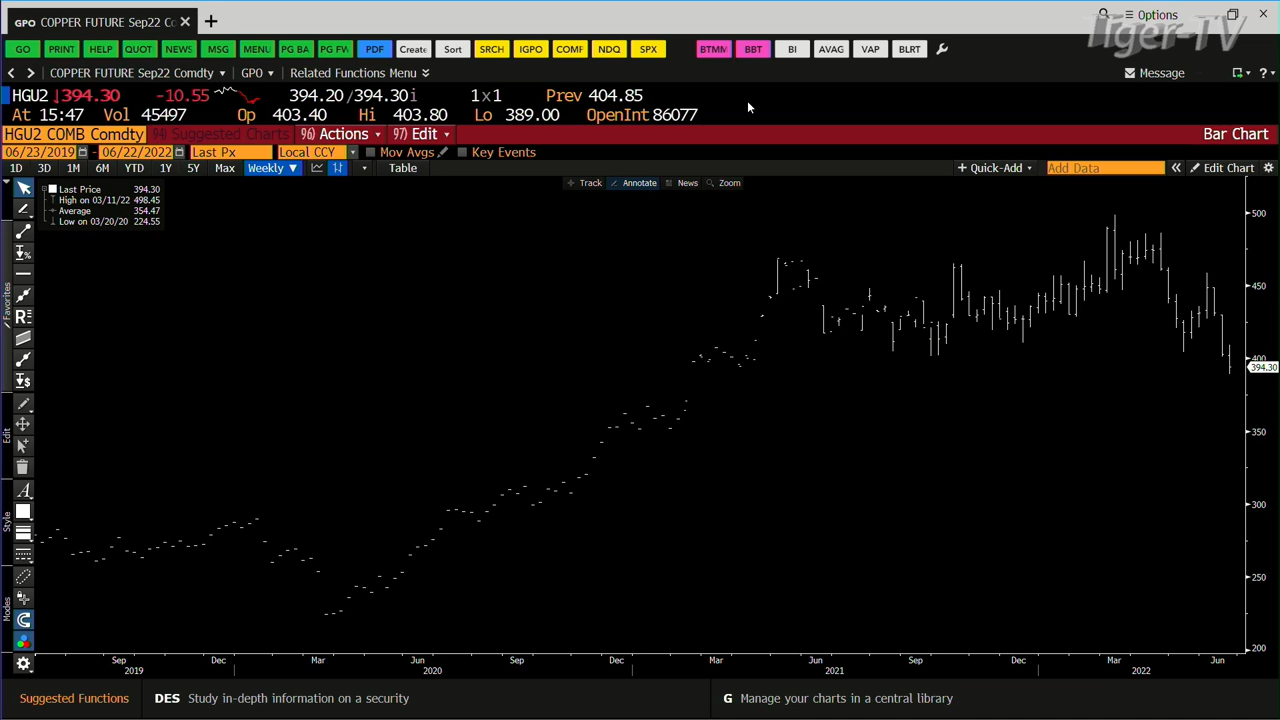 GPO COPPER FUTURE Sep22 Co
Options
Tiger-TV
GO PRINT HELP QUOT NEWS MSG MENU PG BA PG FW PDF Create Sort SRCH IGPO COMF NDQ SPX BTMM BBT BI AVAG VAP BLRT
COPPER FUTURE Sep22 Comdty GPO Related Functions Menu Message ?
HGU2 ↓394.30 -10.55 394.20/394.30i 1x1 Prev 404.85
At 15:47 Vol 45497 Op 403.40 Hi 403.80 Lo 389.00 OpenInt 86077
HGU2 COMB Comdty 94) Suggested Charts 96) Actions 97) Edit Bar Chart
06/23/2019 - 06/22/2022 Last Px Local CCY Mov Avgs Key Events
1D 3D 1M 6M YTD 1Y 5Y Max Weekly ▼ Table + Quick-Add Add Data « Edit Chart
Track Annotate News Zoom
Last Price 394.30
High on 03/11/22 498.45
Average 354.47
Low on 03/20/20 224.55
Favorites
Edit
Style
Modes
500
450
400
394.30
350
300
250
200
Sep Dec Mar Jun Sep Dec Mar Jun Sep Dec Mar Jun
2019 2020 2021 2022
Suggested Functions DES Study in-depth information on a security G Manage your charts in a central library